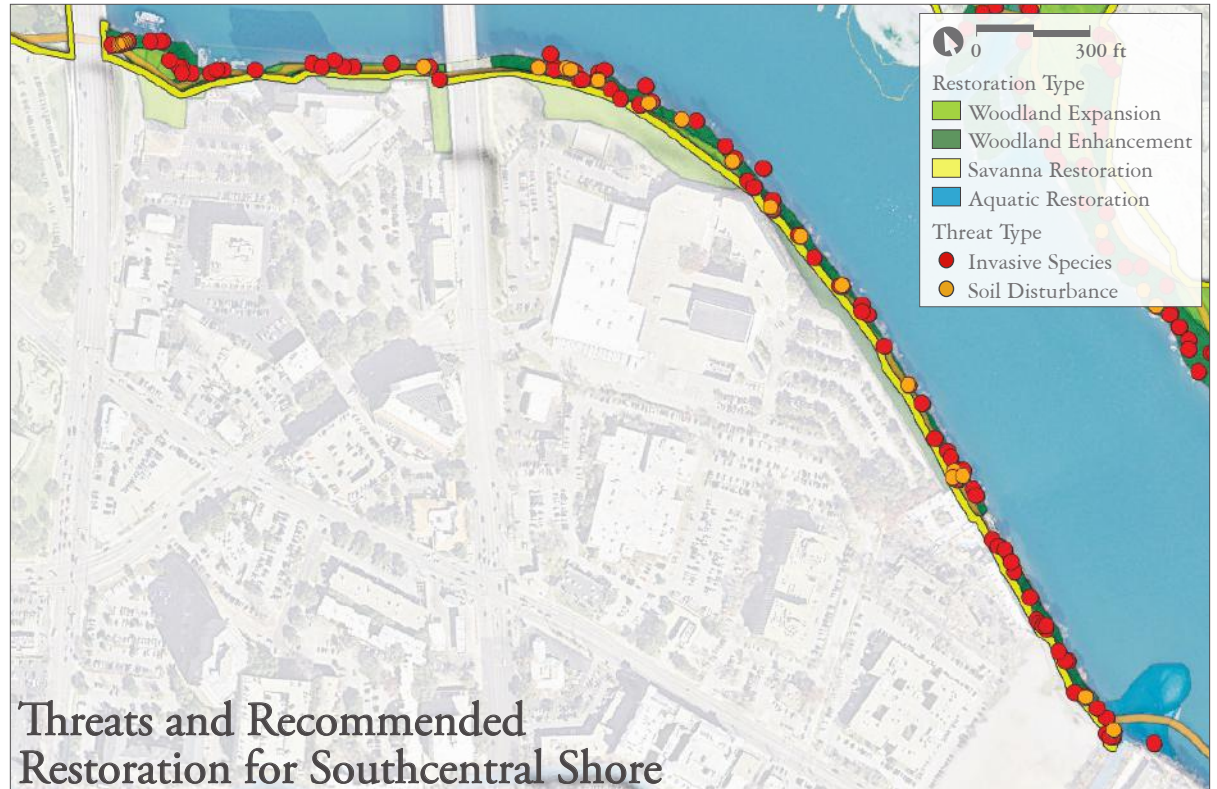 0 300 ft
Restoration Type
Woodland Expansion
Woodland Enhancement
Savanna Restoration
Aquatic Restoration
Threat Type
Invasive Species
Soil Disturbance
Threats and Recommended
Restoration for Southcentral Shore